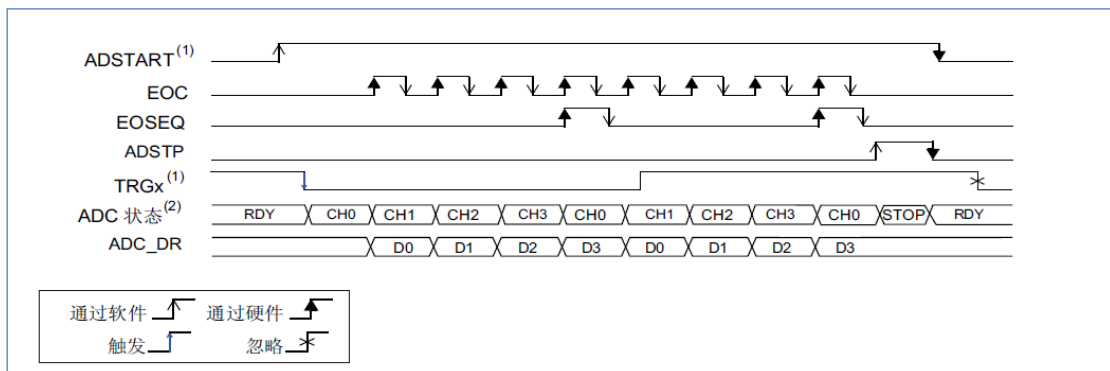 ADSTART(1)
EOC
EOSEQ
ADSTP
TRGx(1)
ADC 状态(2) RDY CH0 CH1 CH2 CH3 CH0 CH1 CH2 CH3 CH0 STOP RDY
ADC_DR D0 D1 D2 D3 D0 D1 D2 D3
通过软件 通过硬件
触发 忽略